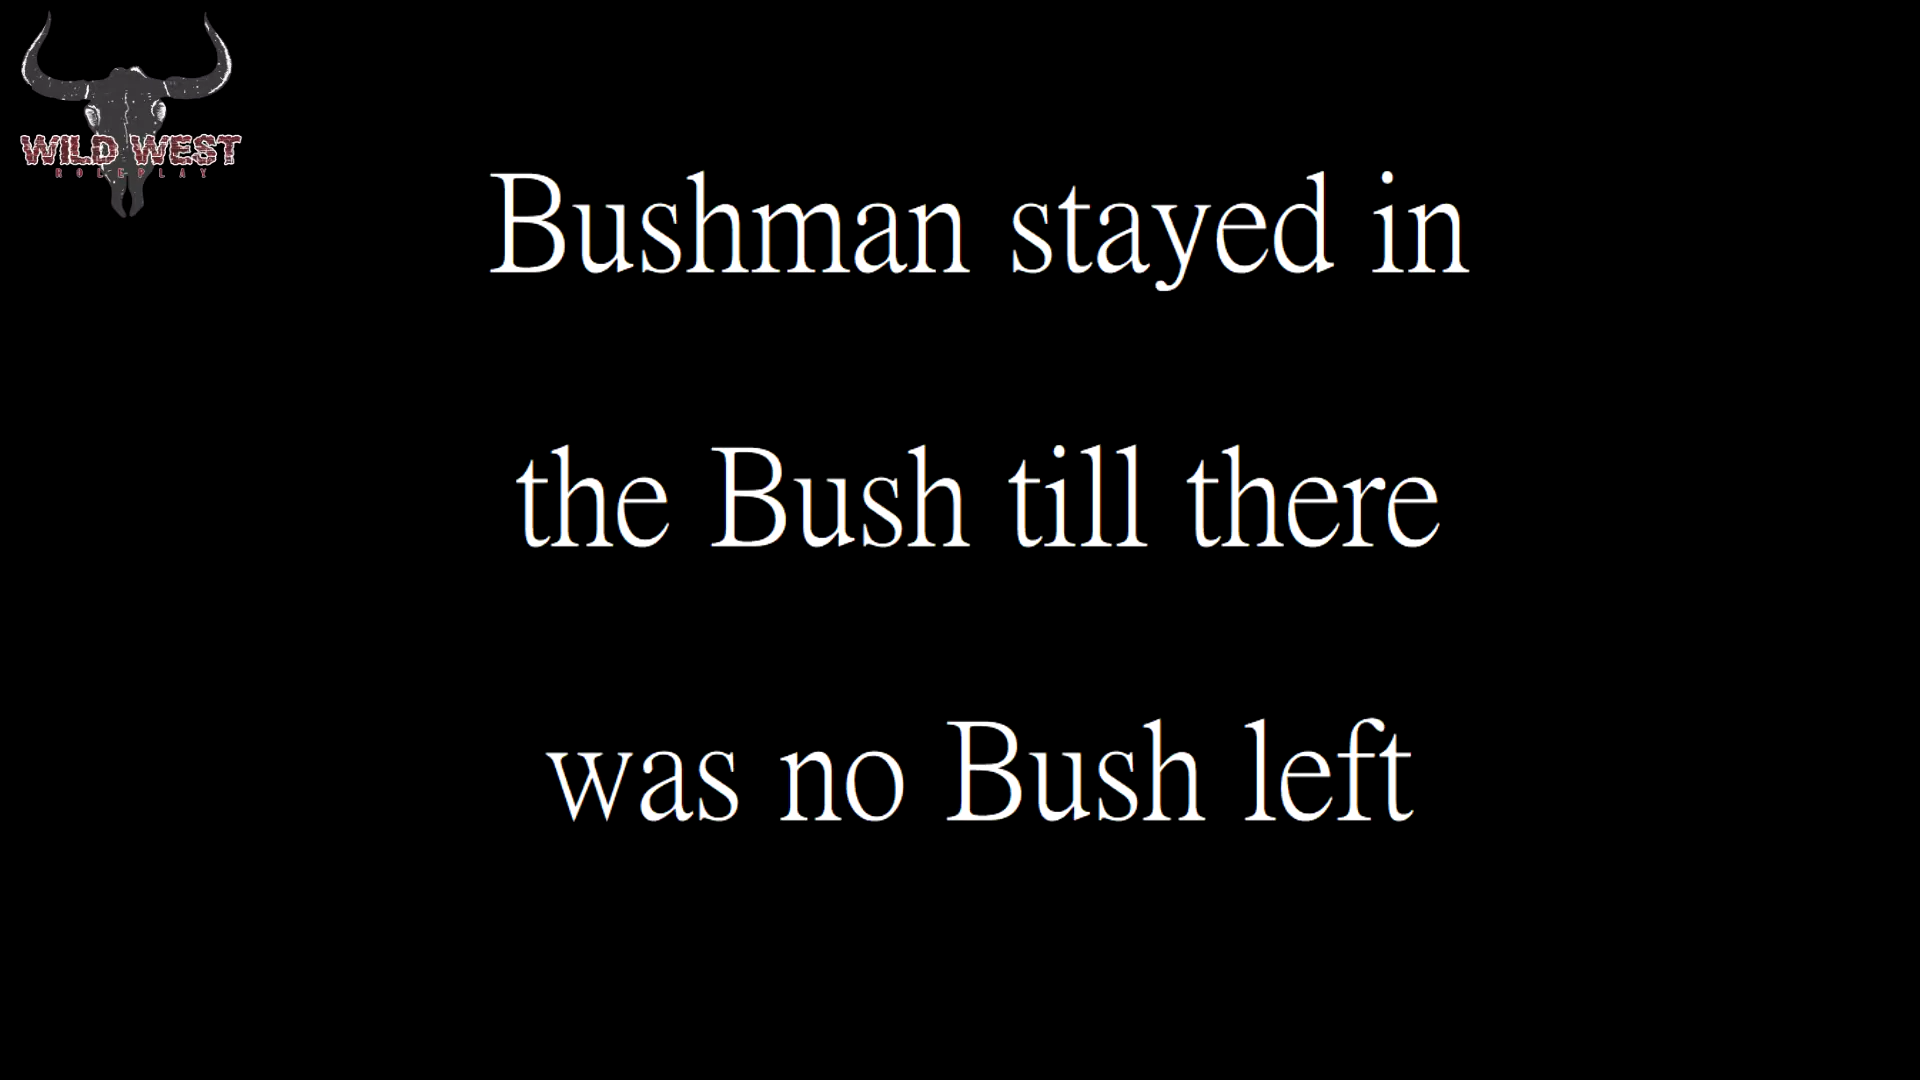 WILD WEST
ROLEPLAY
Bushman stayed in
the Bush till there
was no Bush left